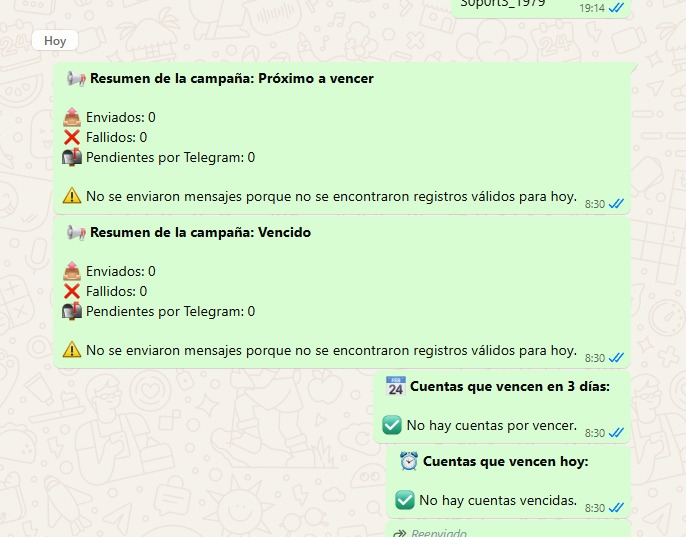 Soport3_1979
19:14
Hoy
Resumen de la campaña: Próximo a vencer
Enviados: 0
Fallidos: 0
Pendientes por Telegram: 0
No se enviaron mensajes porque no se encontraron registros válidos para hoy.
8:30
Resumen de la campaña: Vencido
Enviados: 0
Fallidos: 0
Pendientes por Telegram: 0
No se enviaron mensajes porque no se encontraron registros válidos para hoy.
8:30
24 Cuentas que vencen en 3 días:
No hay cuentas por vencer.
8:30
Cuentas que vencen hoy:
No hay cuentas vencidas.
8:30
Reenviado